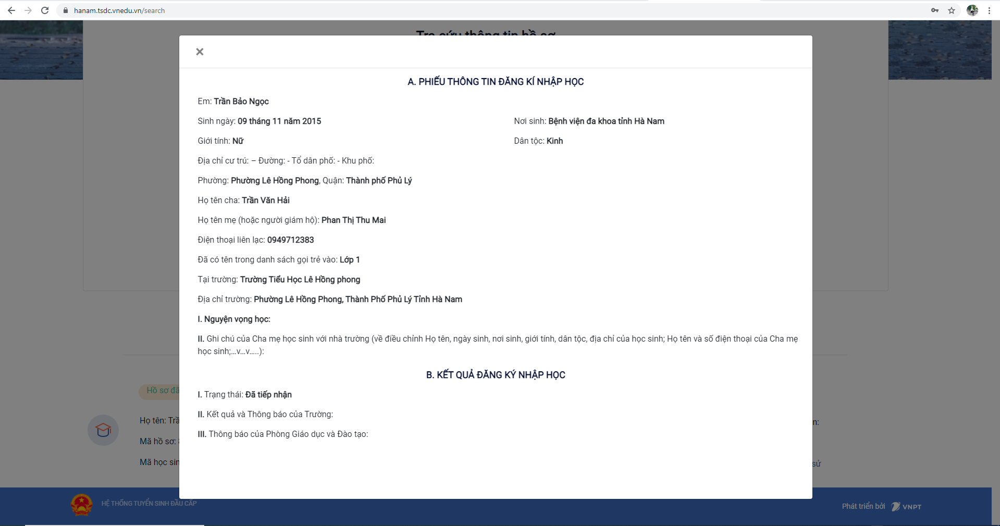 hanam.tsdc.vnedu.vn/search
Tra cứu thông tin hồ sơ
A. PHIẾU THÔNG TIN ĐĂNG KÍ NHẬP HỌC
Em: Trần Bảo Ngọc
Sinh ngày: 09 tháng 11 năm 2015 Nơi sinh: Bệnh viện đa khoa tỉnh Hà Nam
Giới tính: Nữ Dân tộc: Kinh
Địa chỉ cư trú: – Đường: - Tổ dân phố: - Khu phố:
Phường: Phường Lê Hồng Phong, Quận: Thành phố Phủ Lý
Họ tên cha: Trần Văn Hải
Họ tên mẹ (hoặc người giám hộ): Phan Thị Thu Mai
Điện thoại liên lạc: 0949712383
Đã có tên trong danh sách gọi trẻ vào: Lớp 1
Tại trường: Trường Tiểu Học Lê Hồng phong
Địa chỉ trường: Phường Lê Hồng Phong, Thành Phố Phủ Lý Tỉnh Hà Nam
I. Nguyện vọng học:
II. Ghi chú của Cha mẹ học sinh với nhà trường (về điều chỉnh Họ tên, ngày sinh, nơi sinh, giới tính, dân tộc, địa chỉ của học sinh; Họ tên và số điện thoại của Cha mẹ
học sinh;...v...v.....):
B. KẾT QUẢ ĐĂNG KÝ NHẬP HỌC
Hồ sơ đã
I. Trạng thái: Đã tiếp nhận
II. Kết quả và Thông báo của Trường:
Họ tên: n:
III. Thông báo của Phòng Giáo dục và Đào tạo:
Mã hồ sơ:
Mã học sử
HỆ THỐNG TUYỂN SINH ĐẦU CẤP
Phát triển bởi VNPT